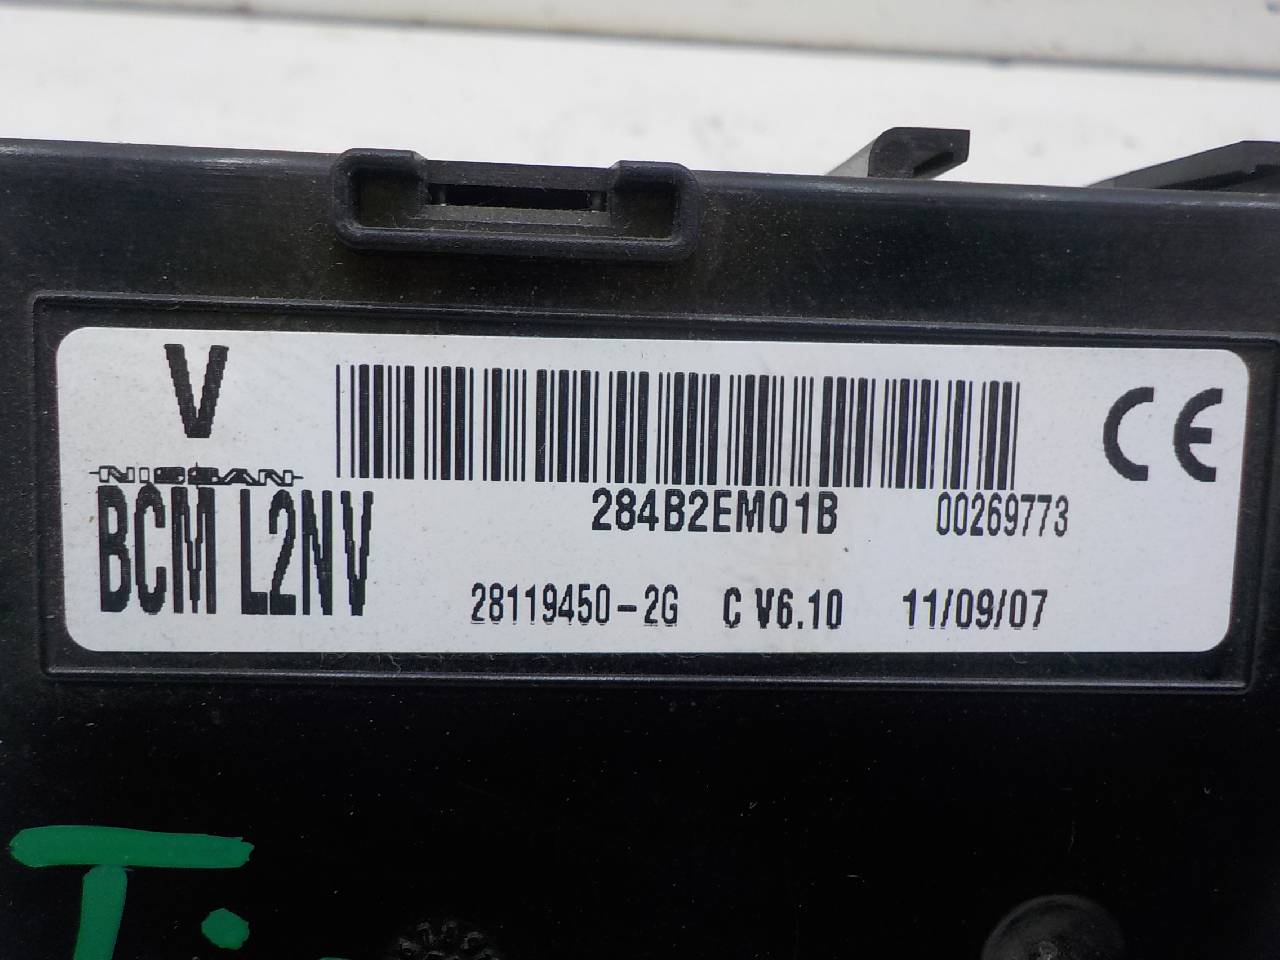 V
NISSAN
BCM L2NV
284B2EM01B 00269773
28119450-2G C V6.10 11/09/07
CE
T.